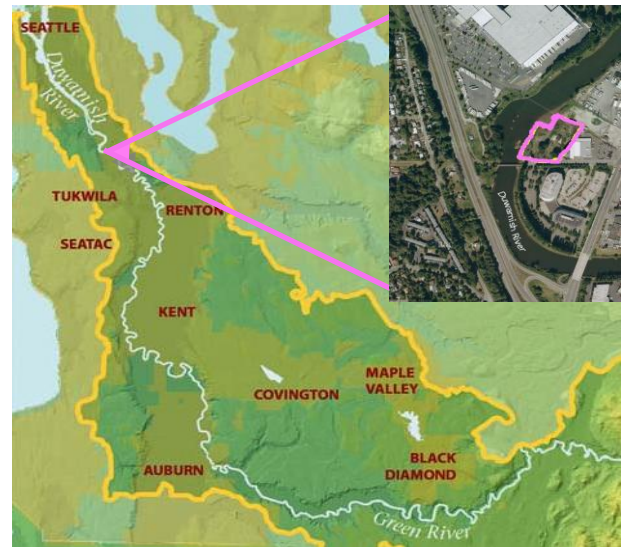 SEATTLE
Duwamish
River
TUKWILA
RENTON
SEATAC
KENT
COVINGTON
MAPLE
VALLEY
BLACK
DIAMOND
AUBURN
Green River
Duwamish River